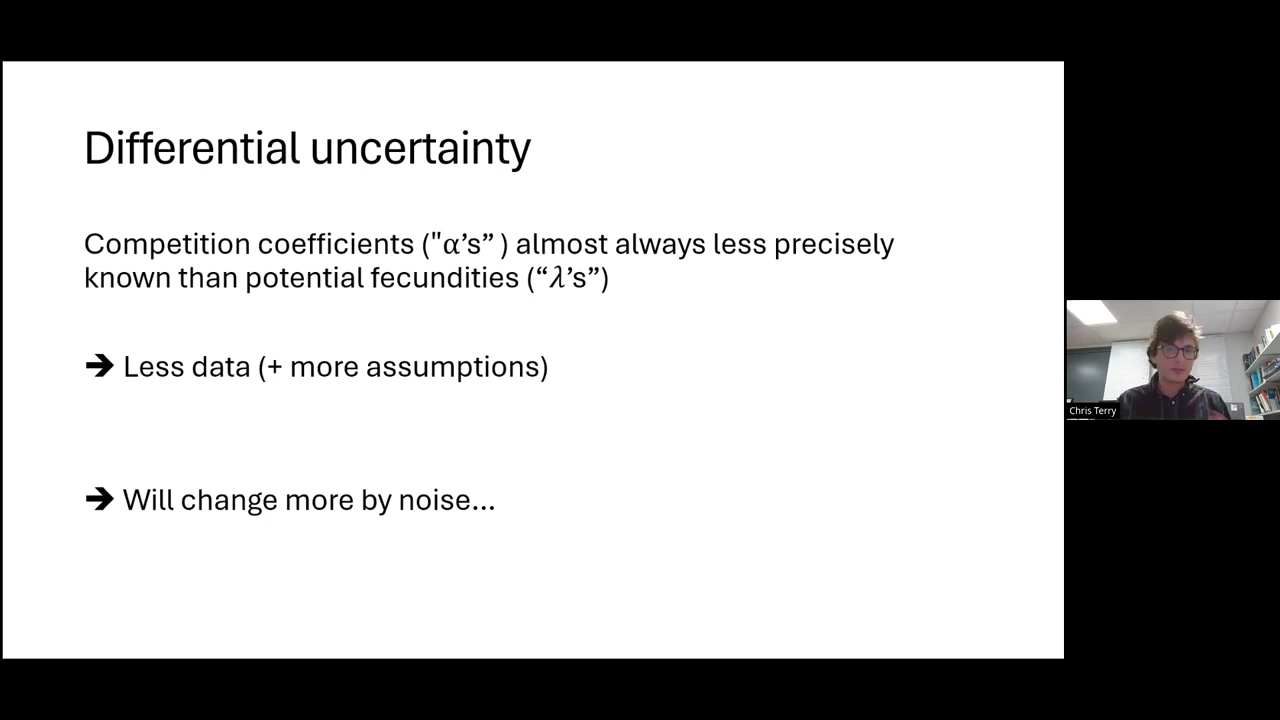 Differential uncertainty
Competition coefficients ("α’s” ) almost always less precisely
known than potential fecundities (“λ’s”)
➔ Less data (+ more assumptions)
➔ Will change more by noise…
Chris Terry